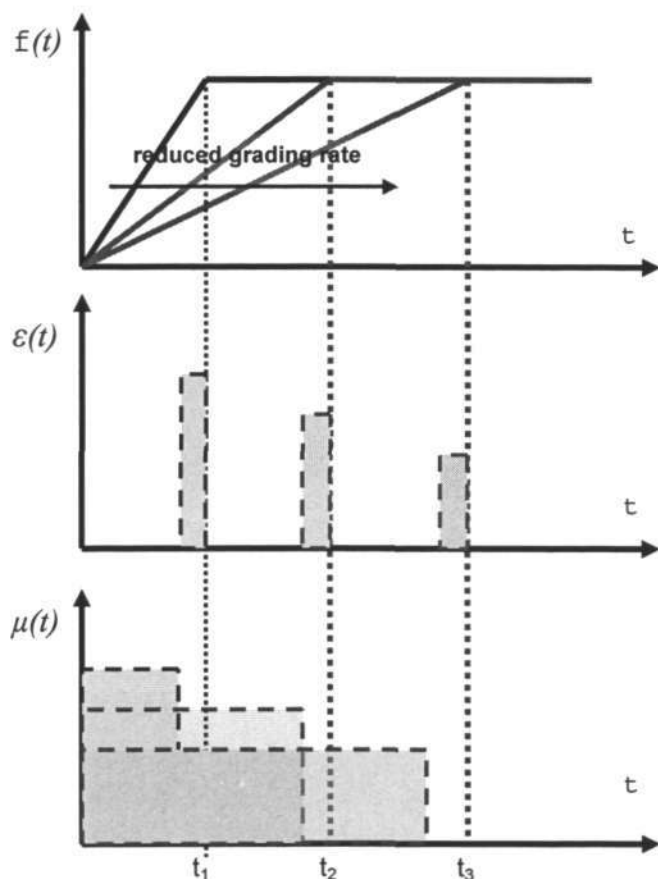 f(t)
reduced grading rate
t
ε(t)
t
μ(t)
t
t₁ t₂ t₃